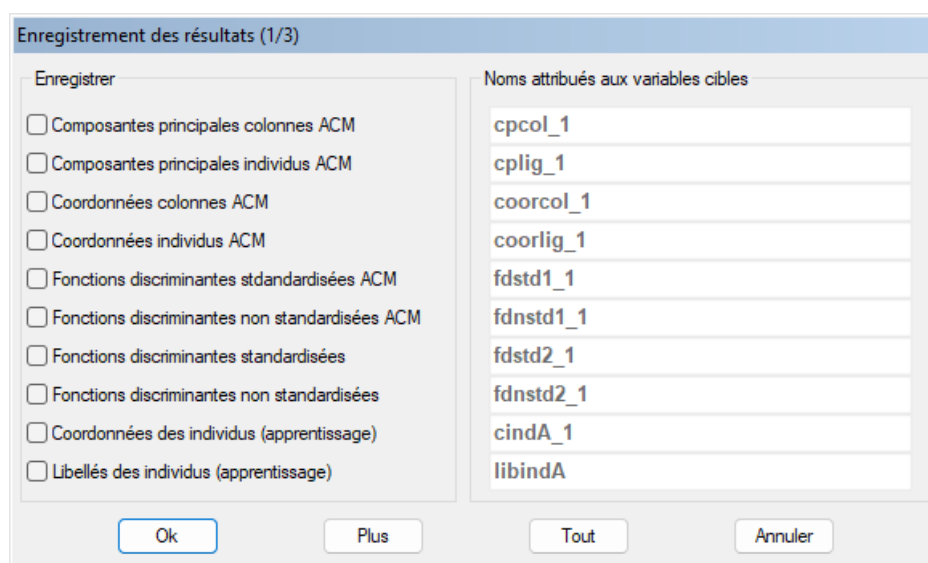 Enregistrement des résultats (1/3)
Enregistrer
Noms attribués aux variables cibles
Composantes principales colonnes ACM
cpcol_1
Composantes principales individus ACM
cplig_1
Coordonnées colonnes ACM
coorcol_1
Coordonnées individus ACM
coorlig_1
Fonctions discriminantes stdandardisées ACM
fdstd1_1
Fonctions discriminantes non standardisées ACM
fdnstd1_1
Fonctions discriminantes standardisées
fdstd2_1
Fonctions discriminantes non standardisées
fdnstd2_1
Coordonnées des individus (apprentissage)
cindA_1
Libellés des individus (apprentissage)
libindA
Ok
Plus
Tout
Annuler